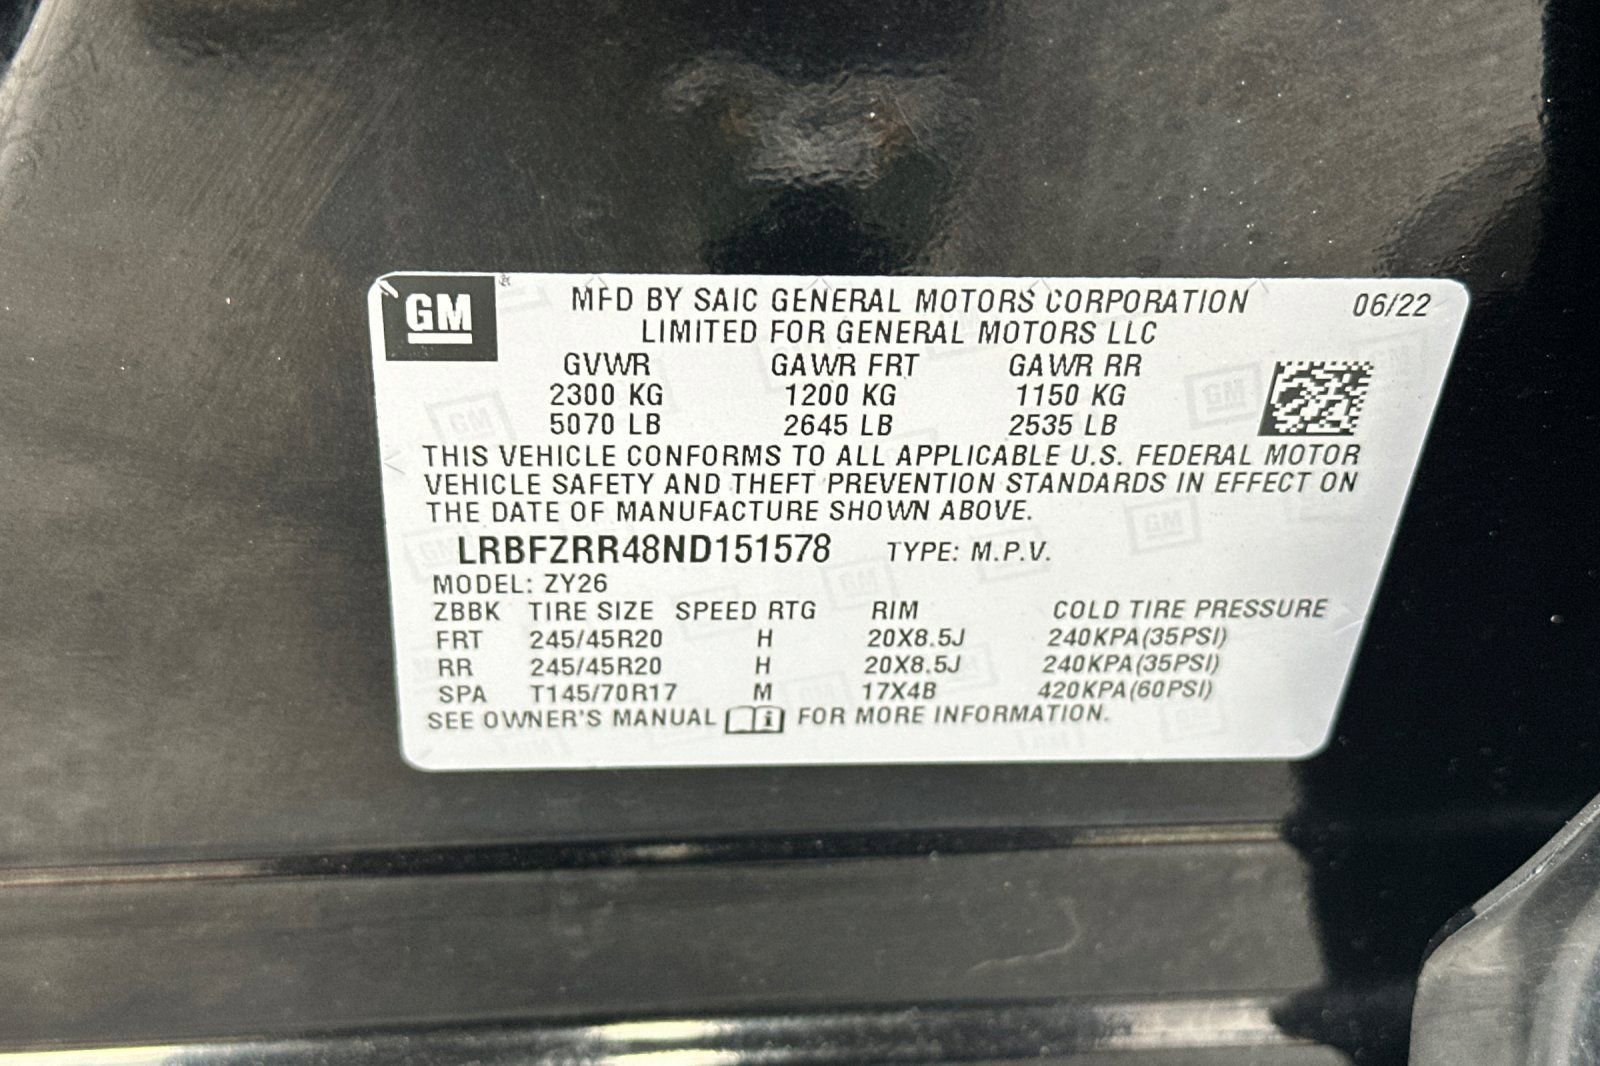 GM
MFD BY SAIC GENERAL MOTORS CORPORATION 06/22
LIMITED FOR GENERAL MOTORS LLC
GVWR GAWR FRT GAWR RR
2300 KG 1200 KG 1150 KG
5070 LB 2645 LB 2535 LB
THIS VEHICLE CONFORMS TO ALL APPLICABLE U.S. FEDERAL MOTOR
VEHICLE SAFETY AND THEFT PREVENTION STANDARDS IN EFFECT ON
THE DATE OF MANUFACTURE SHOWN ABOVE.
LRBFZRR48ND151578 TYPE: M.P.V.
MODEL: ZY26
ZBBK TIRE SIZE SPEED RTG RIM COLD TIRE PRESSURE
FRT 245/45R20 H 20X8.5J 240KPA(35PSI)
RR 245/45R20 H 20X8.5J 240KPA(35PSI)
SPA T145/70R17 M 17X4B 420KPA(60PSI)
SEE OWNER'S MANUAL FOR MORE INFORMATION.